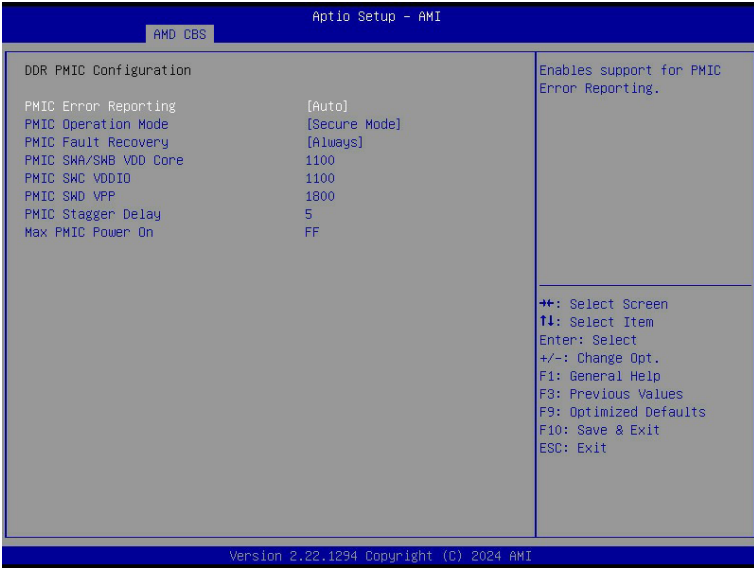 Aptio Setup – AMI
AMD CBS
DDR PMIC Configuration
PMIC Error Reporting [Auto]
PMIC Operation Mode [Secure Mode]
PMIC Fault Recovery [Always]
PMIC SWA/SWB VDD Core 1100
PMIC SWC VDDIO 1100
PMIC SWD VPP 1800
PMIC Stagger Delay 5
Max PMIC Power On FF
Enables support for PMIC
Error Reporting.
→←: Select Screen
↑↓: Select Item
Enter: Select
+/-: Change Opt.
F1: General Help
F3: Previous Values
F9: Optimized Defaults
F10: Save & Exit
ESC: Exit
Version 2.22.1294 Copyright (C) 2024 AMI